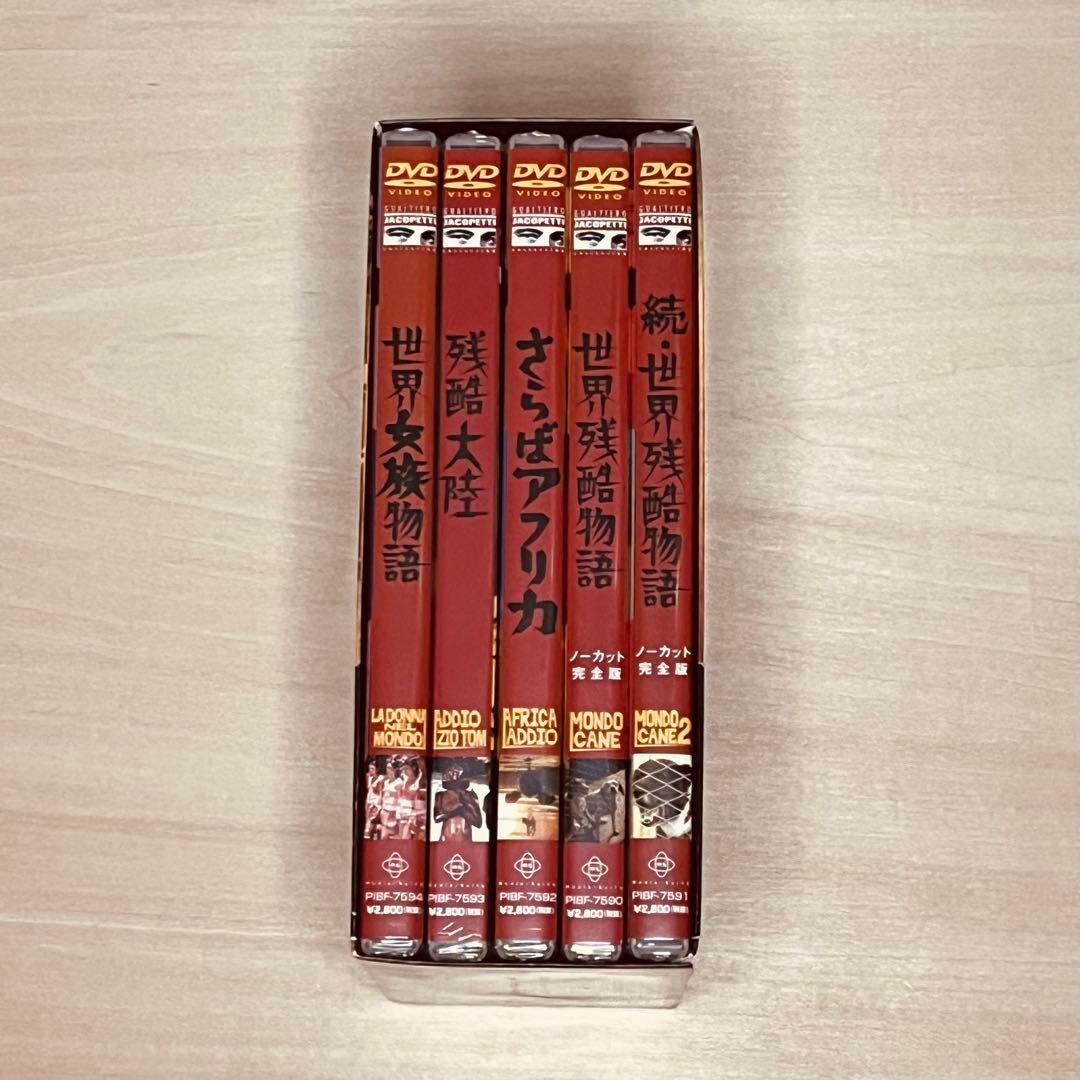 DVD
VIDEO
GUALTIERO
JACOPETTI
世界女族物語
LA DONNA
NEL
MONDO
PIBF-7594
¥2,800
DVD
VIDEO
GUALTIERO
JACOPETTI
残酷大陸
ADDIO
ZIO TOM
PIBF-7593
¥2,800
DVD
VIDEO
GUALTIERO
JACOPETTI
さらばアフリカ
AFRICA
ADDIO
PIBF-7592
¥2,800
DVD
VIDEO
GUALTIERO
JACOPETTI
世界残酷物語
ノーカット
完全版
MONDO
CANE
PIBF-7590
¥2,800
DVD
VIDEO
GUALTIERO
JACOPETTI
続・世界残酷物語
ノーカット
完全版
MONDO
CANE 2
PIBF-7591
¥2,800